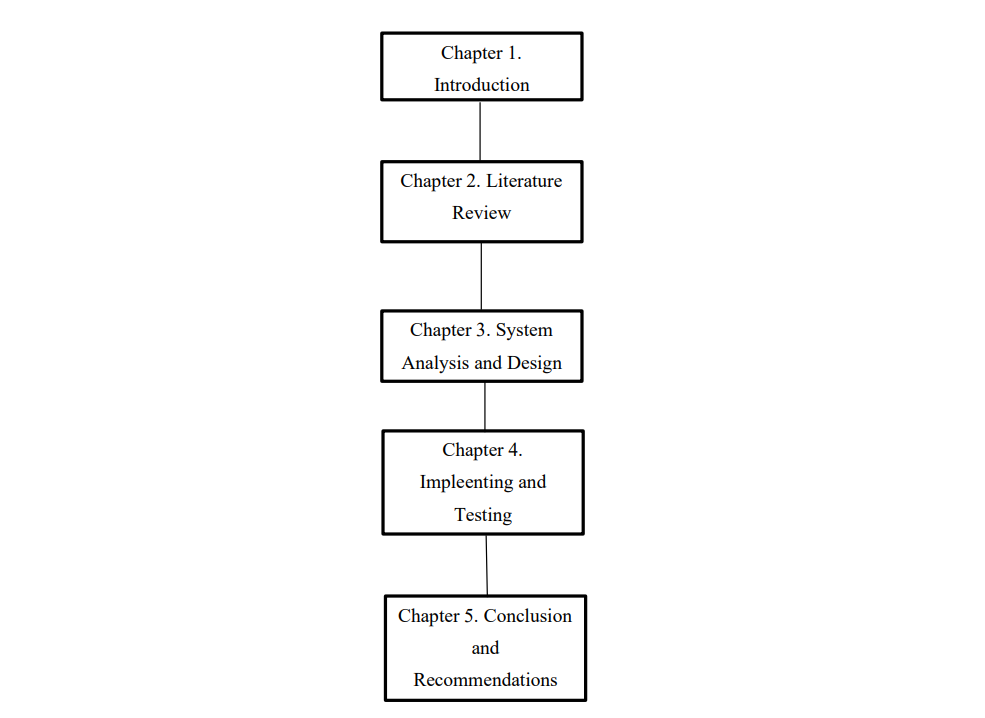 Chapter 1.
Introduction
Chapter 2. Literature
Review
Chapter 3. System
Analysis and Design
Chapter 4.
Impleenting and
Testing
Chapter 5. Conclusion
and
Recommendations